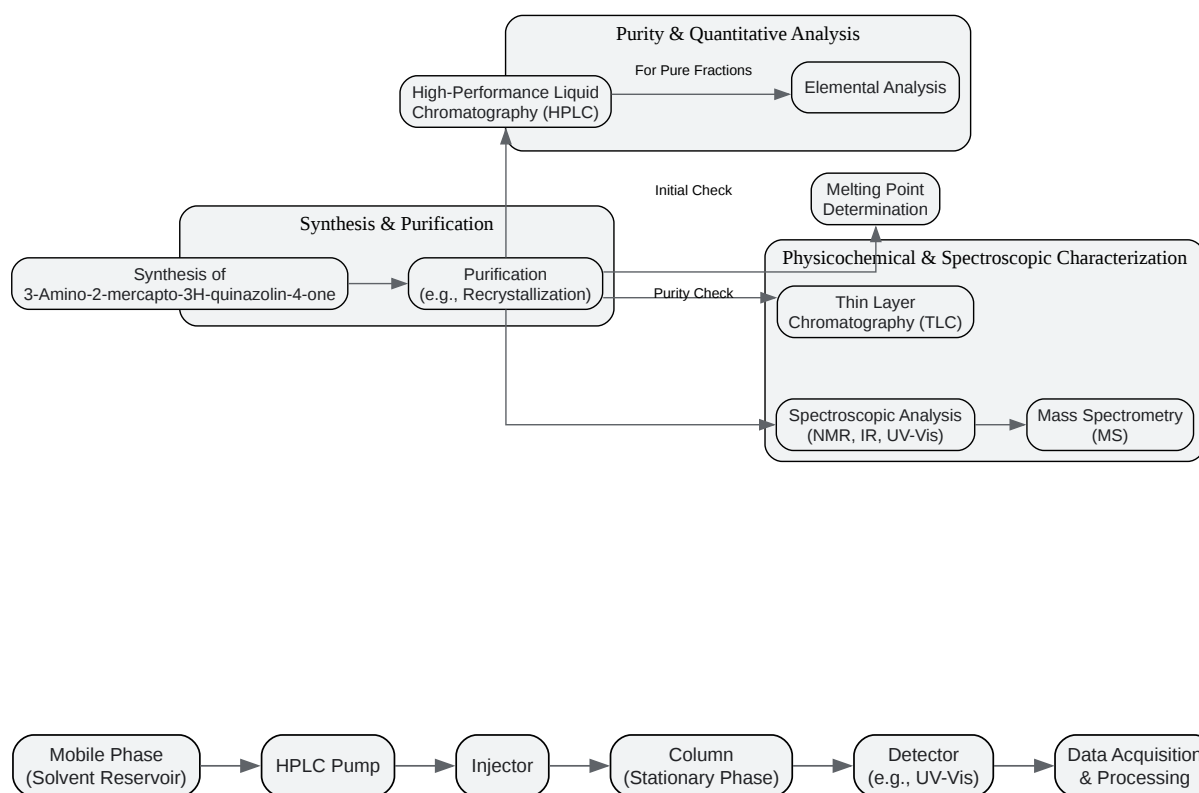 Purity & Quantitative Analysis
For Pure Fractions
High-Performance Liquid
Chromatography (HPLC)
Elemental Analysis
Initial Check
Melting Point
Determination
Synthesis & Purification
Physicochemical & Spectroscopic Characterization
Synthesis of
3-Amino-2-mercapto-3H-quinazolin-4-one
Purification
(e.g., Recrystallization)
Purity Check
Thin Layer
Chromatography (TLC)
Spectroscopic Analysis
(NMR, IR, UV-Vis)
Mass Spectrometry
(MS)
Mobile Phase
(Solvent Reservoir)
HPLC Pump
Injector
Column
(Stationary Phase)
Detector
(e.g., UV-Vis)
Data Acquisition
& Processing